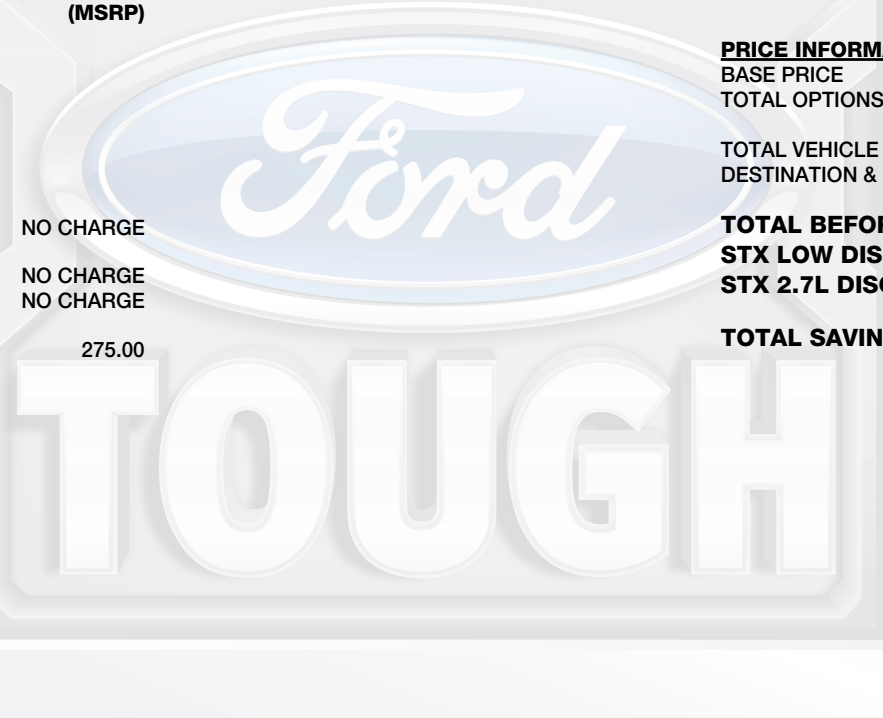 (MSRP)
NO CHARGE
NO CHARGE
NO CHARGE
275.00
PRICE INFORM
BASE PRICE
TOTAL OPTIONS
TOTAL VEHICLE
DESTINATION &
TOTAL BEFOR
STX LOW DIS
STX 2.7L DISC
TOTAL SAVIN
Ford
TOUGH